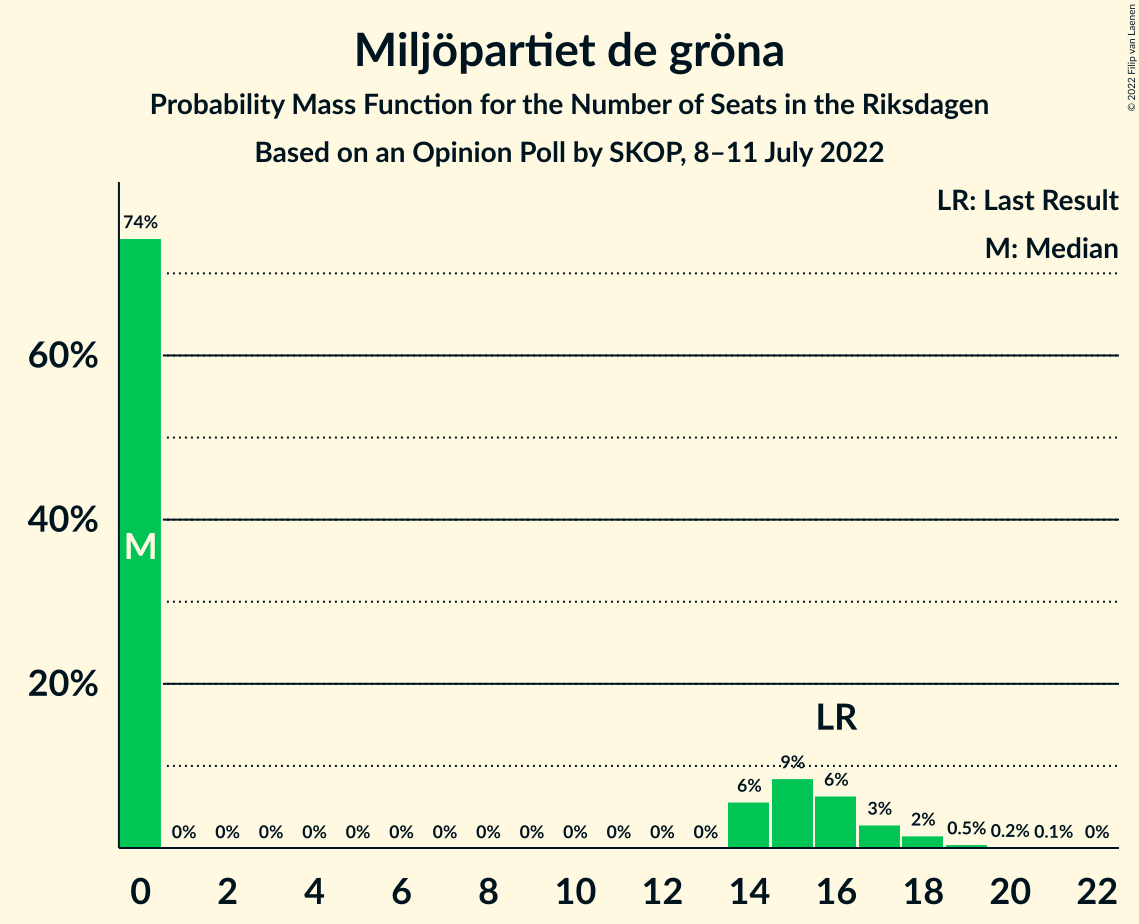 Miljöpartiet de gröna
Probability Mass Function for the Number of Seats in the Riksdagen
Based on an Opinion Poll by SKOP, 8–11 July 2022
© 2022 Filip van Laenen
LR: Last Result
M: Median
60%
40%
20%
74%
M
0% 0% 0% 0% 0% 0% 0% 0% 0% 0% 0% 0% 0% 6% 9% 6% 3% 2% 0.5% 0.2% 0.1% 0%
LR
0 2 4 6 8 10 12 14 16 18 20 22